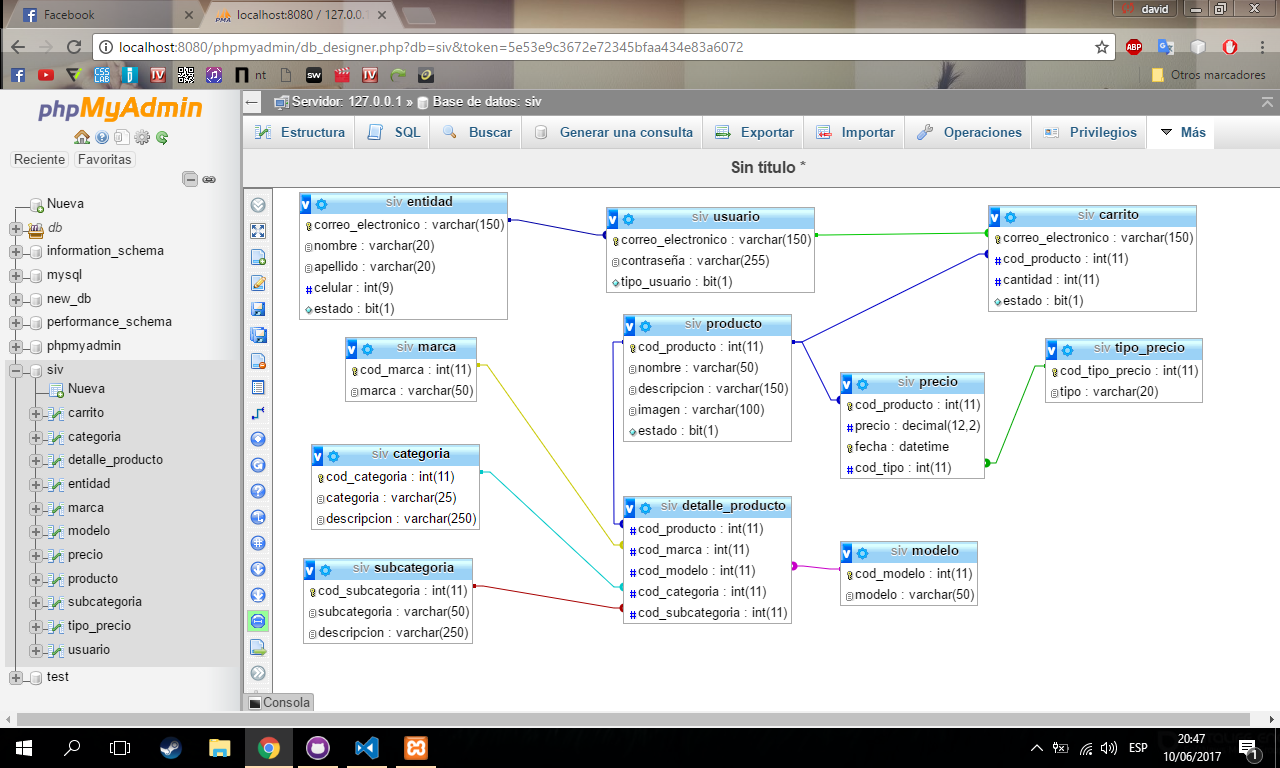 Facebook
localhost:8080 / 127.0.0.1
david
localhost:8080/phpmyadmin/db_designer.php?db=siv&token=5e53e9c3672e72345bfaa434e83a6072
ABP
CSS LAB
nt
SW
Otros marcadores
phpMyAdmin
Reciente
Favoritas
Nueva
db
information_schema
mysql
new_db
performance_schema
phpmyadmin
siv
Nueva
carrito
categoria
detalle_producto
entidad
marca
modelo
precio
producto
subcategoria
tipo_precio
usuario
test
Servidor: 127.0.0.1 » Base de datos: siv
Estructura
SQL
Buscar
Generar una consulta
Exportar
Importar
Operaciones
Privilegios
Más
Sin título *
siv entidad
correo_electronico : varchar(150)
nombre : varchar(20)
apellido : varchar(20)
celular : int(9)
estado : bit(1)
siv usuario
correo_electronico : varchar(150)
contraseña : varchar(255)
tipo_usuario : bit(1)
siv carrito
correo_electronico : varchar(150)
cod_producto : int(11)
cantidad : int(11)
estado : bit(1)
siv marca
cod_marca : int(11)
marca : varchar(50)
siv producto
cod_producto : int(11)
nombre : varchar(50)
descripcion : varchar(150)
imagen : varchar(100)
estado : bit(1)
siv precio
cod_producto : int(11)
precio : decimal(12,2)
fecha : datetime
cod_tipo : int(11)
siv tipo_precio
cod_tipo_precio : int(11)
tipo : varchar(20)
siv categoria
cod_categoria : int(11)
categoria : varchar(25)
descripcion : varchar(250)
siv detalle_producto
cod_producto : int(11)
cod_marca : int(11)
cod_modelo : int(11)
cod_categoria : int(11)
cod_subcategoria : int(11)
siv subcategoria
cod_subcategoria : int(11)
subcategoria : varchar(50)
descripcion : varchar(250)
siv modelo
cod_modelo : int(11)
modelo : varchar(50)
Consola
ESP
20:47
10/06/2017
1